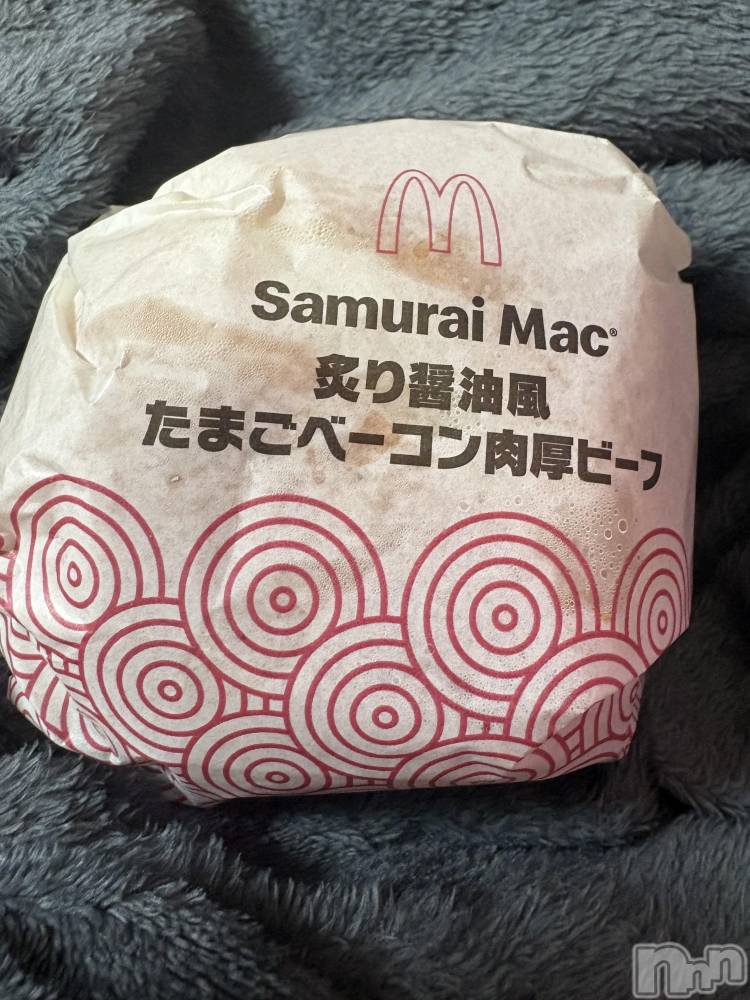 Samurai Mac®
炙り醤油風
たまごベーコン肉厚ビーフ
nnn